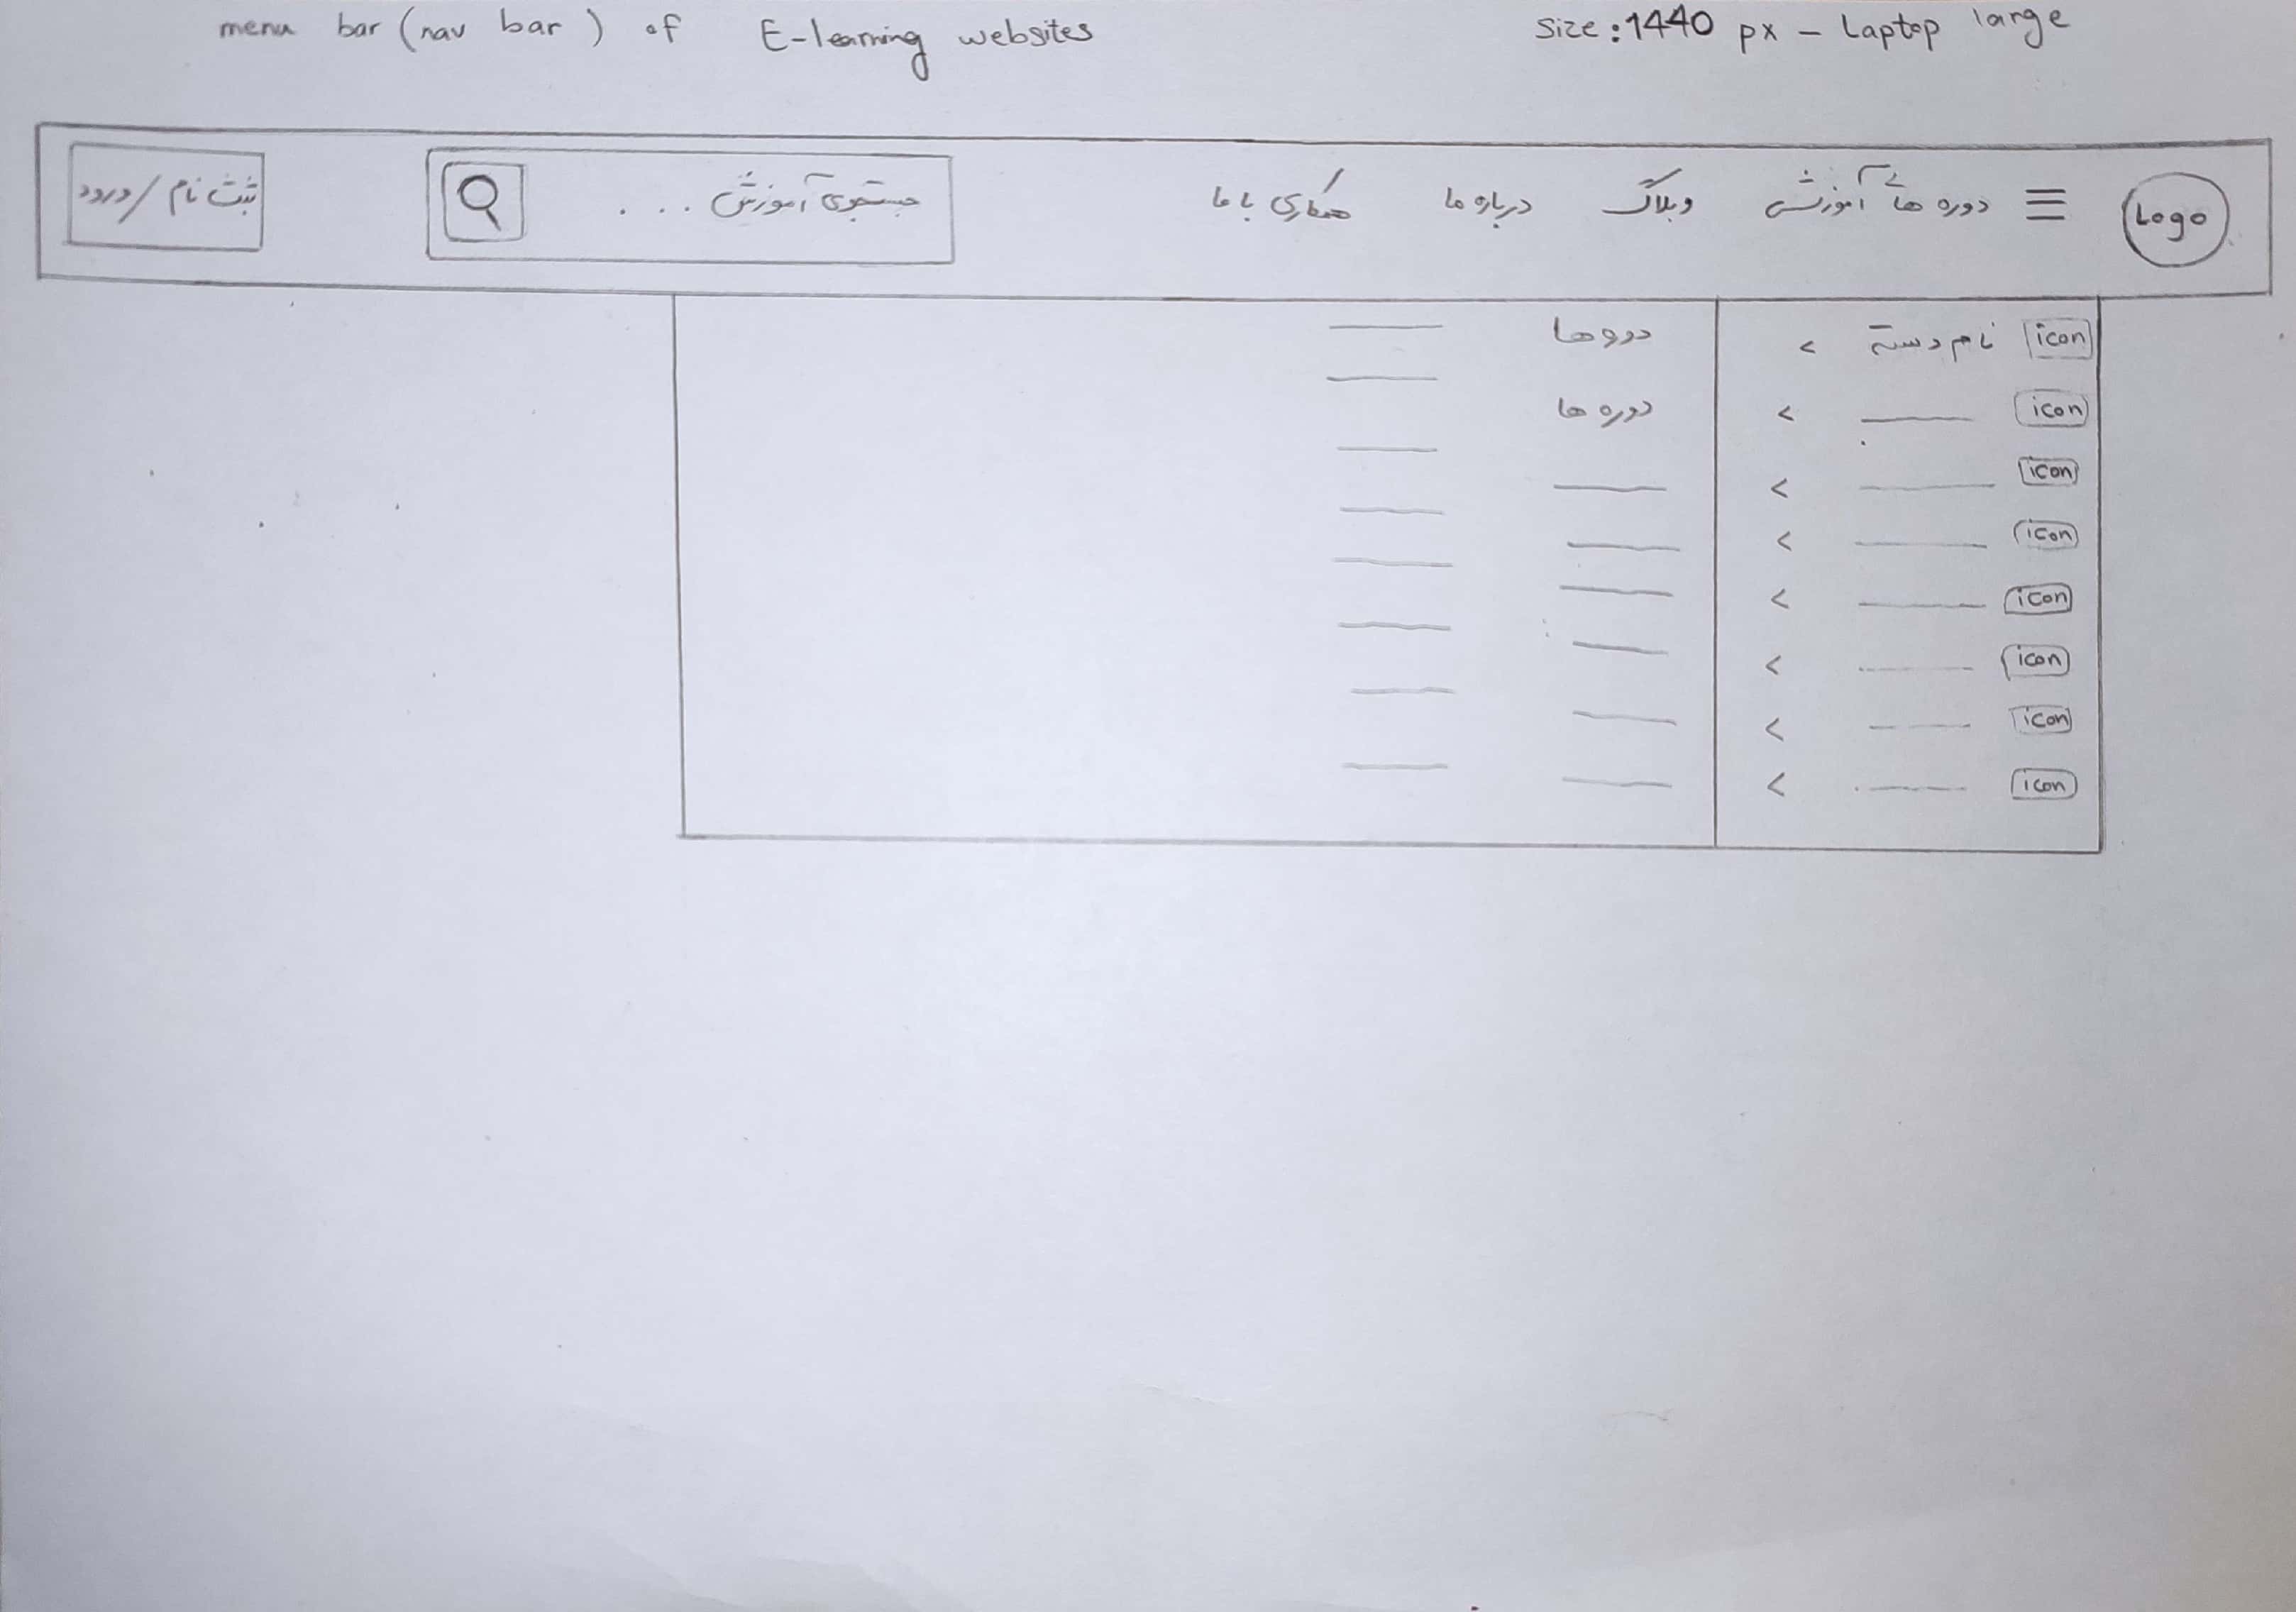 menu bar (nav bar) of E-learning websites
size: 1440 px - Laptop large
Logo
دوره های آموزشی
وبلاگ
درباره ما
همکاری با ما
جستجوی آموزش ...
ثبت نام / ورود
icon نام دسته <
دوره ها
icon <
دوره ها
icon <
icon <
icon <
icon <
icon <
icon <